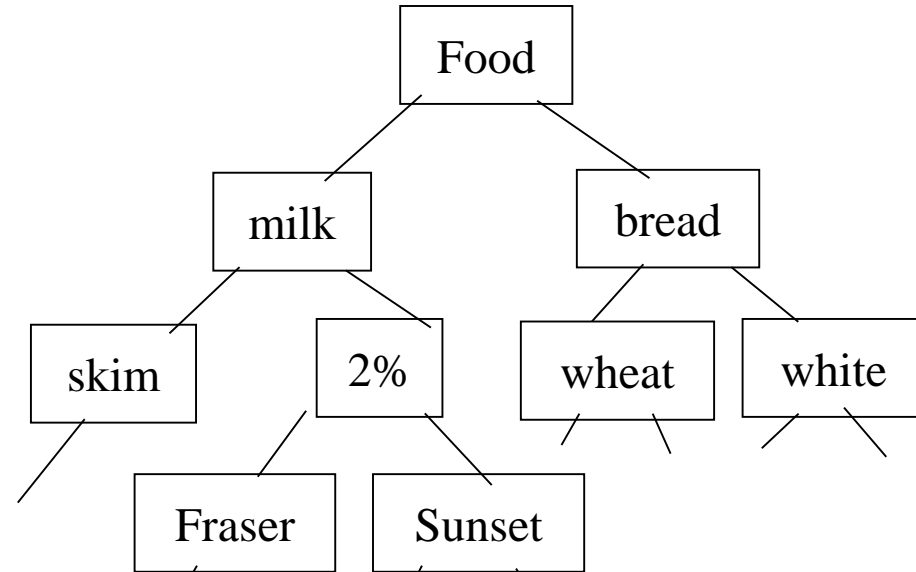 Food
milk
bread
skim
2%
wheat
white
Fraser
Sunset